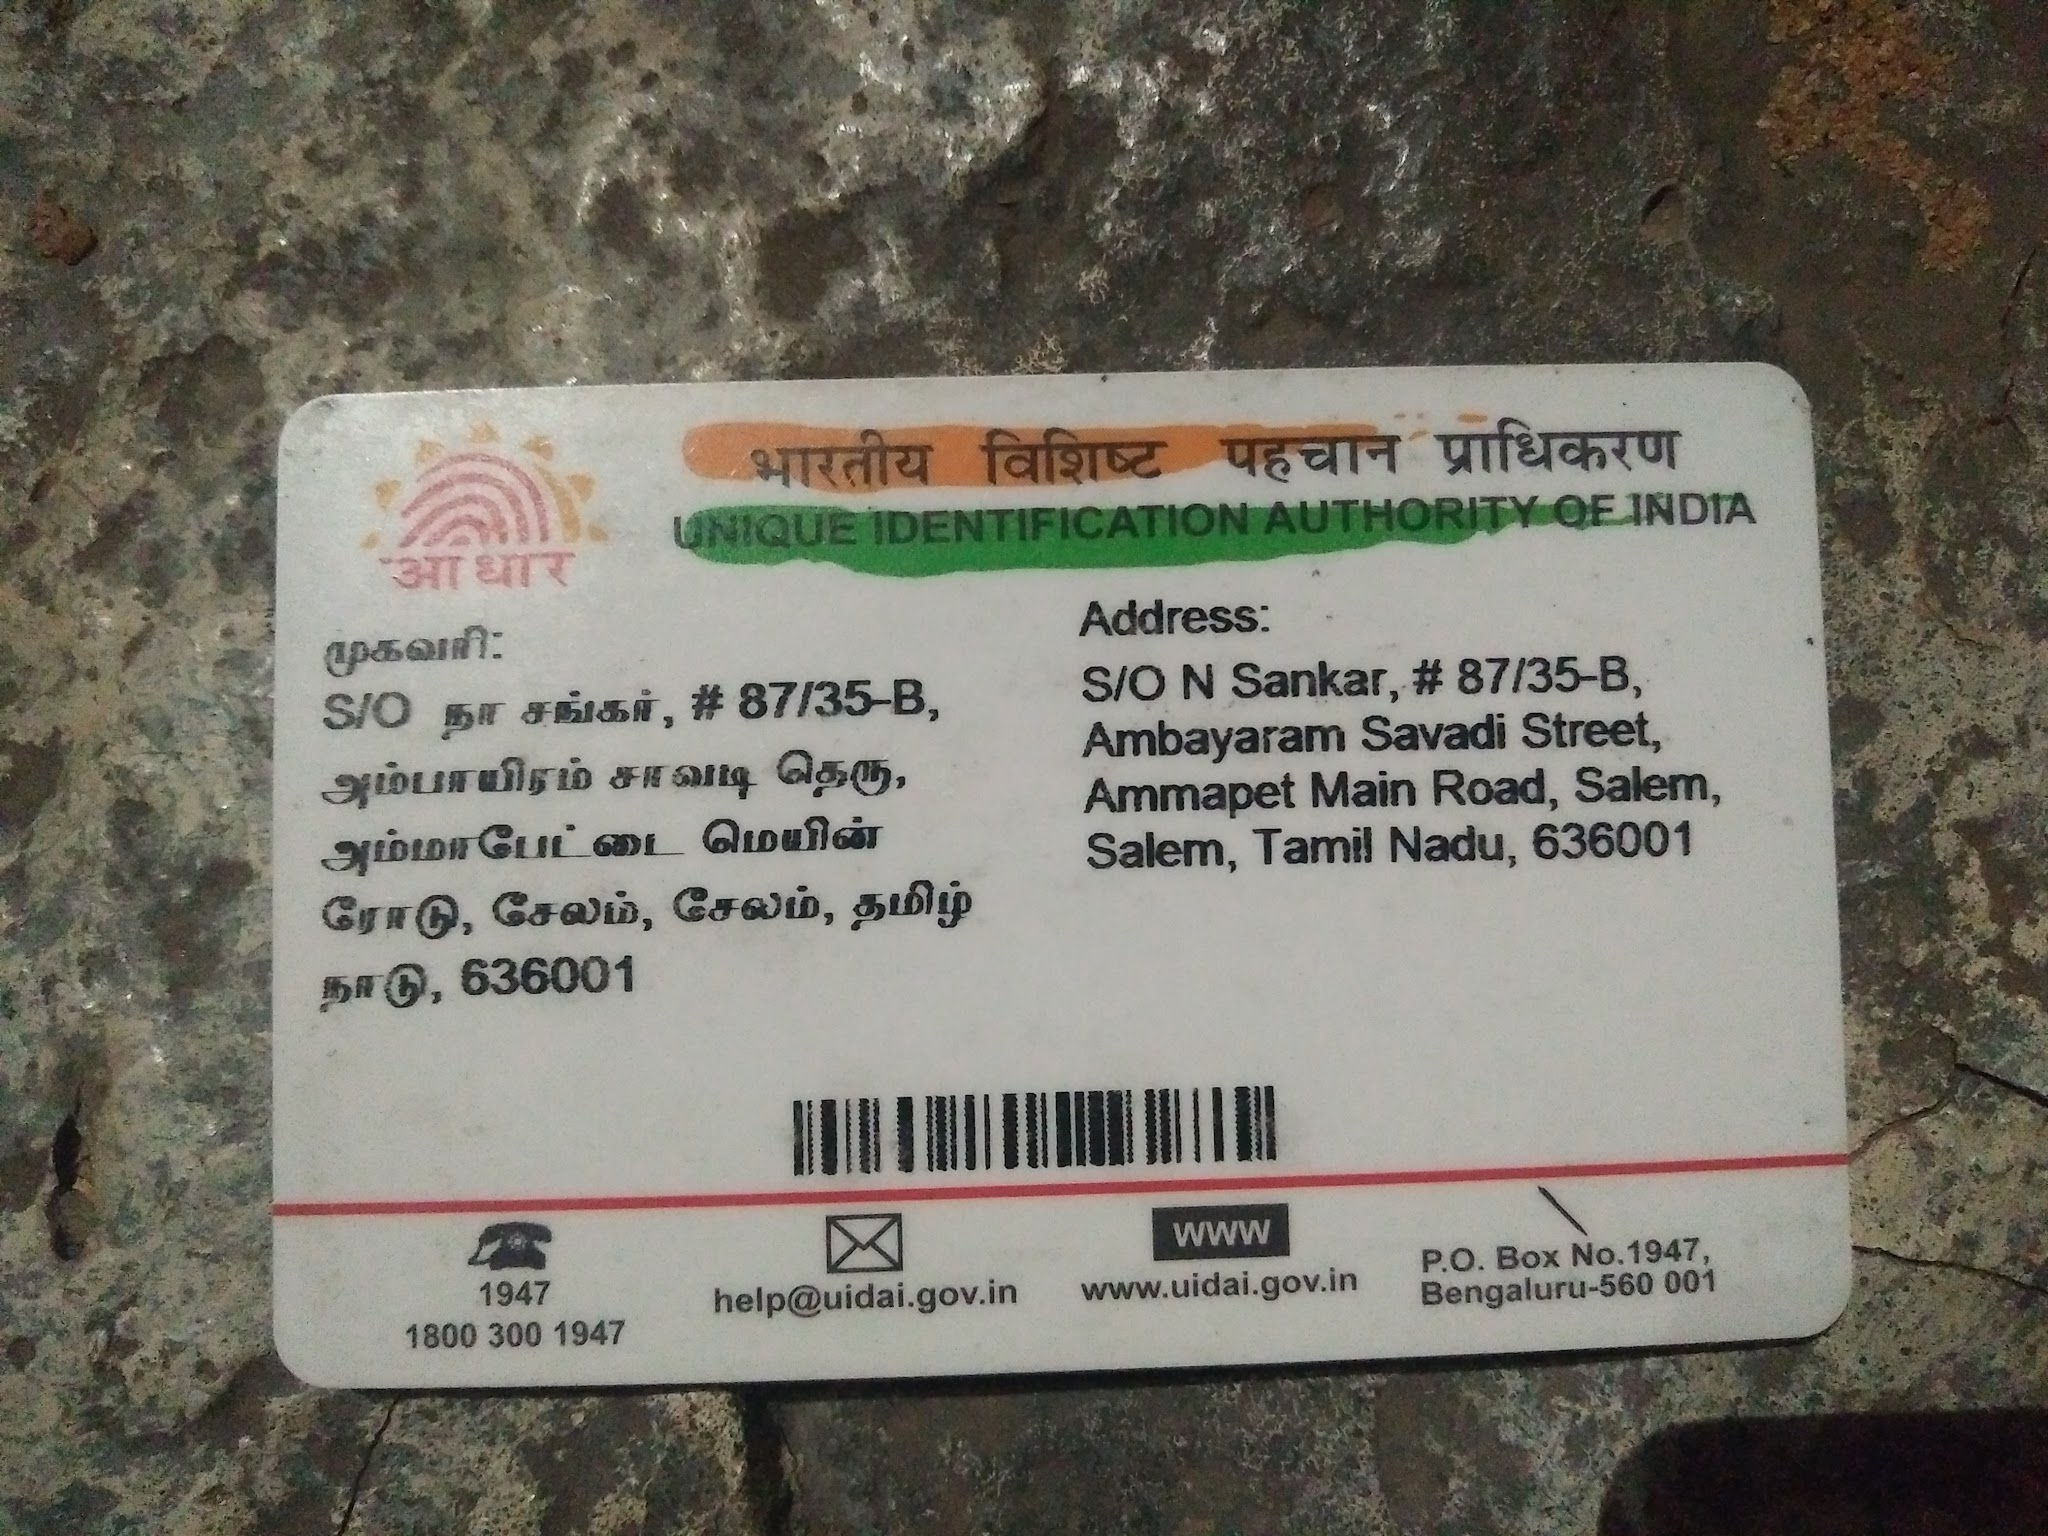 भारतीय विशिष्ट पहचान प्राधिकरण
UNIQUE IDENTIFICATION AUTHORITY OF INDIA
आधार
முகவரி:
S/O நா சங்கர், # 87/35-B,
அம்பாயிரம் சாவடி தெரு,
அம்மாபேட்டை மெயின்
ரோடு, சேலம், சேலம், தமிழ்
நாடு, 636001
Address:
S/O N Sankar, # 87/35-B,
Ambayaram Savadi Street,
Ammapet Main Road, Salem,
Salem, Tamil Nadu, 636001
1947
1800 300 1947
help@uidai.gov.in
www
www.uidai.gov.in
P.O. Box No.1947,
Bengaluru-560 001